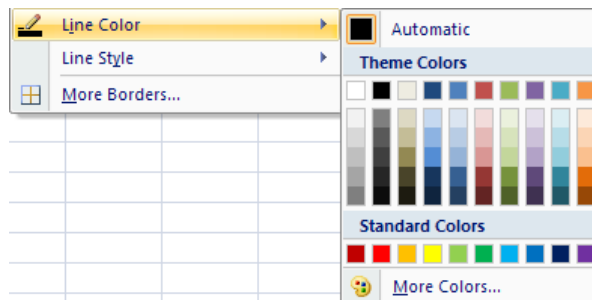 Line Color
Line Style
More Borders...
Automatic
Theme Colors
Standard Colors
More Colors...